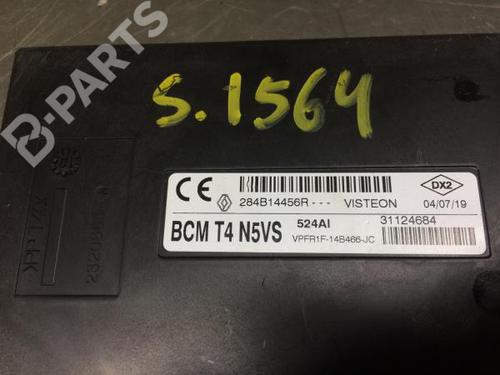 B-PARTS
S.1564
CE 284B14456R--- VISTEON DX2 04/07/19
BCM T4 N5VS 524AI 31124684
VPFR1F-14B466-JC